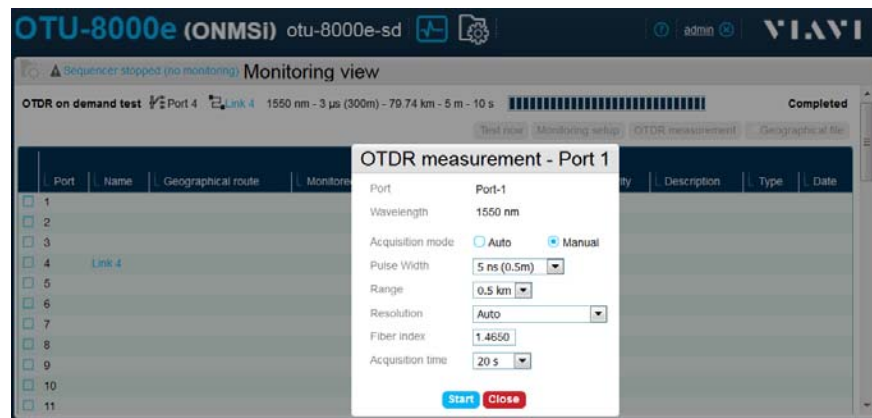 OTU-8000e (ONMSi) otu-8000e-sd admin VIAVI
Sequencer stopped (no monitoring) Monitoring view
OTDR on demand test Port 4 Link 4 1550 nm - 3 µs (300m) - 79.74 km - 5 m - 10 s Completed
Test now Monitoring setup OTDR measurement Geographical file
Port Name Geographical route Monitore ity Description Type Date
1
2
3
4 Link 4
5
6
7
8
9
10
11
OTDR measurement - Port 1
Port Port-1
Wavelength 1550 nm
Acquisition mode Auto Manual
Pulse Width 5 ns (0.5m)
Range 0.5 km
Resolution Auto
Fiber index 1.4650
Acquisition time 20 s
Start Close